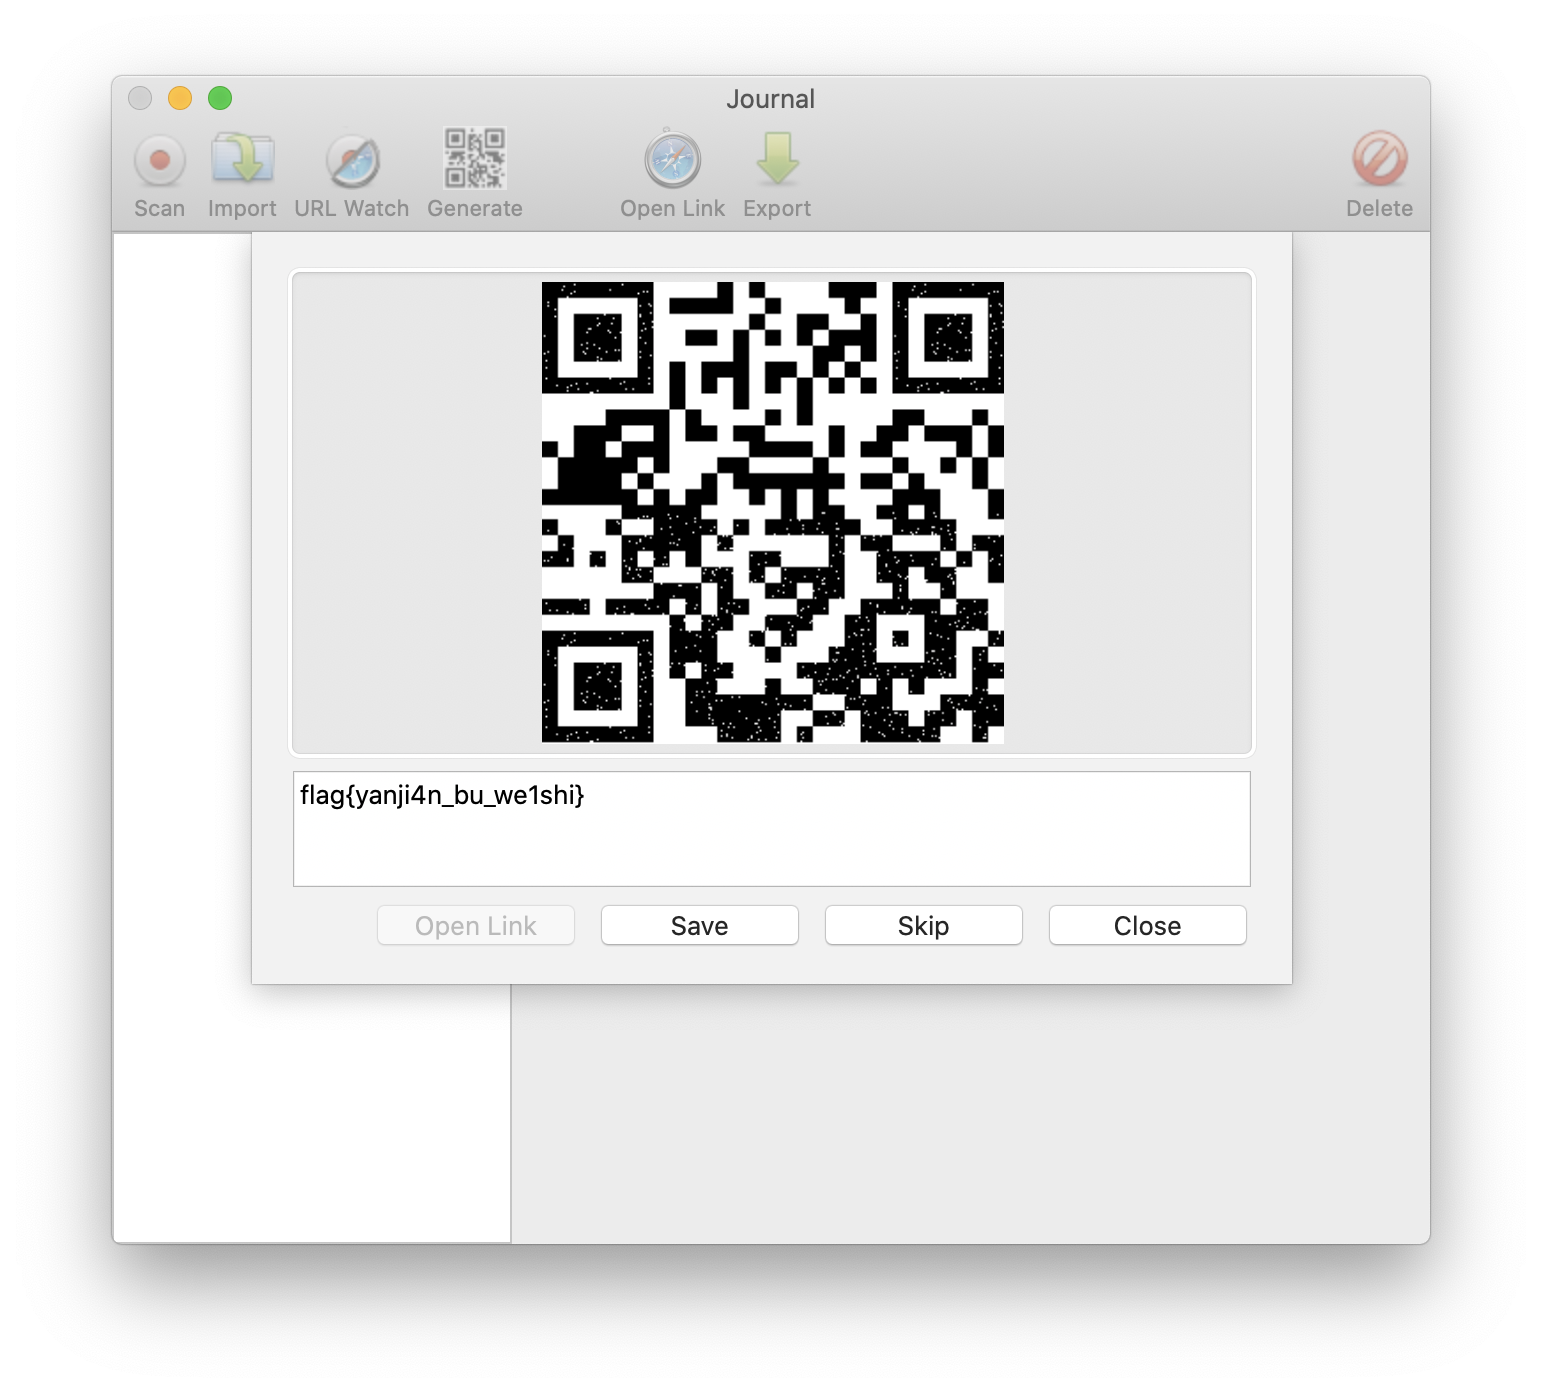 Journal
Scan Import URL Watch Generate Open Link Export Delete
flag{yanji4n_bu_we1shi}
Open Link Save Skip Close